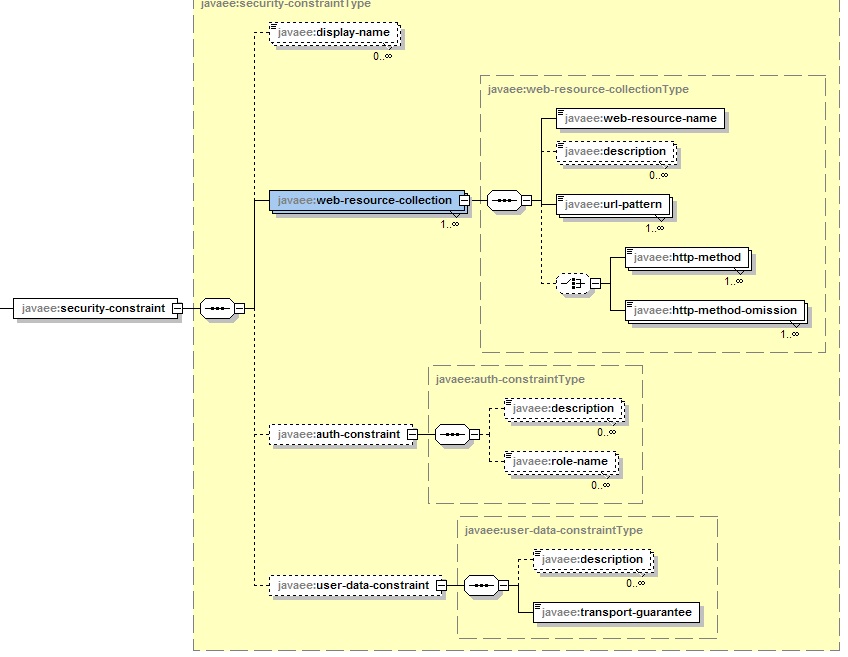 javaee:security-constraintType
javaee:display-name
0..∞
javaee:web-resource-collectionType
javaee:web-resource-name
javaee:description
0..∞
javaee:web-resource-collection
1..∞
javaee:url-pattern
1..∞
javaee:http-method
1..∞
javaee:security-constraint
javaee:http-method-omission
1..∞
javaee:auth-constraintType
javaee:description
0..∞
javaee:auth-constraint
javaee:role-name
0..∞
javaee:user-data-constraintType
javaee:description
0..∞
javaee:user-data-constraint
javaee:transport-guarantee